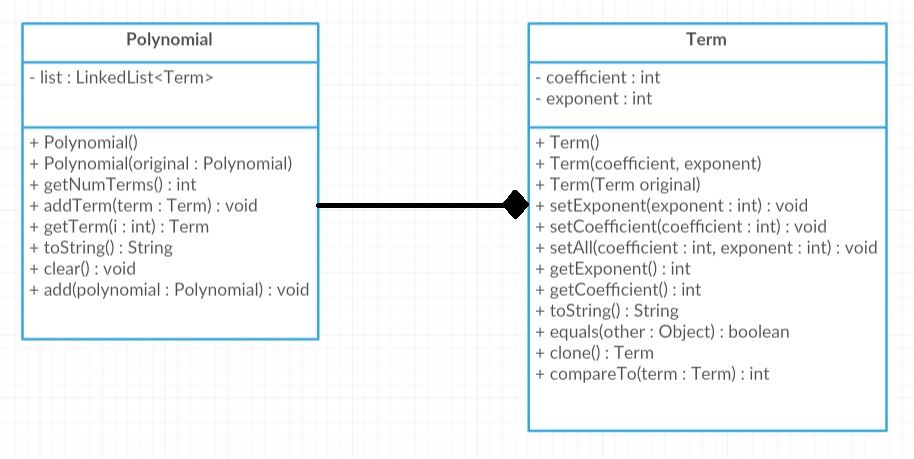 Polynomial
- list : LinkedList<Term>
+ Polynomial()
+ Polynomial(original : Polynomial)
+ getNumTerms() : int
+ addTerm(term : Term) : void
+ getTerm(i : int) : Term
+ toString() : String
+ clear() : void
+ add(polynomial : Polynomial) : void
Term
- coefficient : int
- exponent : int
+ Term()
+ Term(coefficient, exponent)
+ Term(Term original)
+ setExponent(exponent : int) : void
+ setCoefficient(coefficient : int) : void
+ setAll(coefficient : int, exponent : int) : void
+ getExponent() : int
+ getCoefficient() : int
+ toString() : String
+ equals(other : Object) : boolean
+ clone() : Term
+ compareTo(term : Term) : int